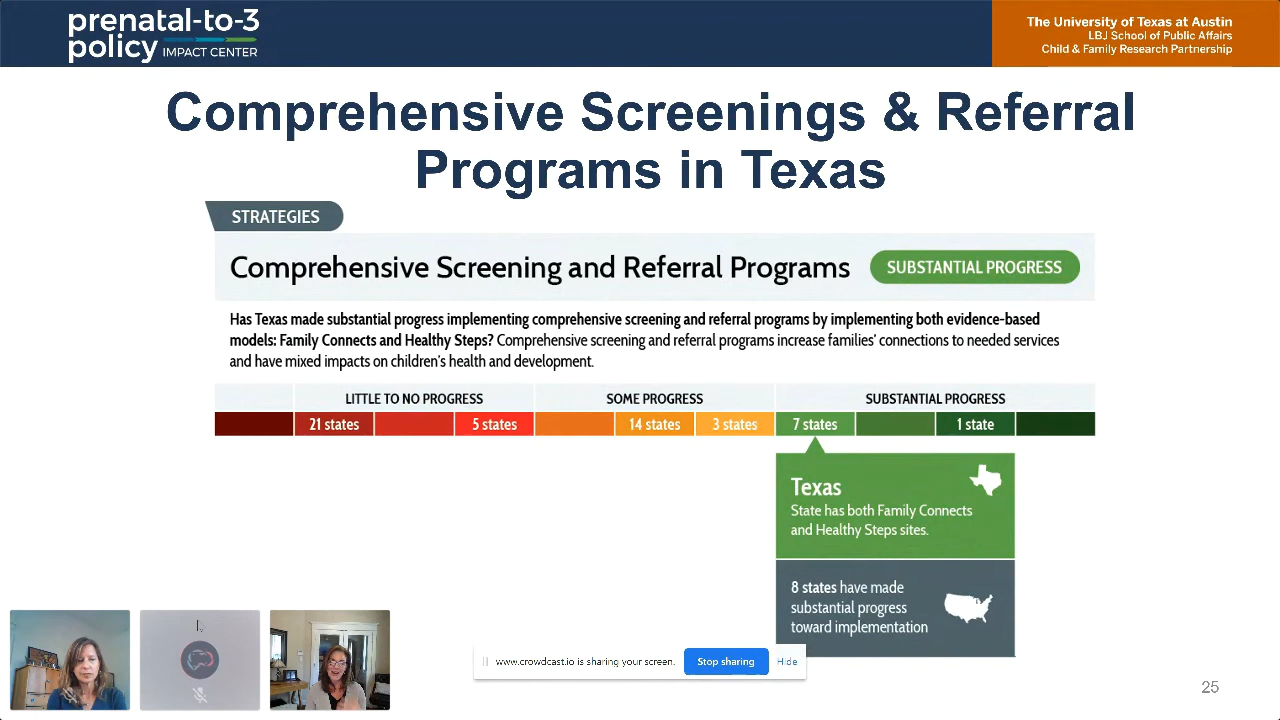 prenatal-to-3
policy IMPACT CENTER
The University of Texas at Austin
LBJ School of Public Affairs
Child & Family Research Partnership
Comprehensive Screenings & Referral
Programs in Texas
STRATEGIES
Comprehensive Screening and Referral Programs
SUBSTANTIAL PROGRESS
Has Texas made substantial progress implementing comprehensive screening and referral programs by implementing both evidence-based
models: Family Connects and Healthy Steps? Comprehensive screening and referral programs increase families' connections to needed services
and have mixed impacts on children's health and development.
LITTLE TO NO PROGRESS SOME PROGRESS SUBSTANTIAL PROGRESS
21 states 5 states 14 states 3 states 7 states 1 state
Texas
State has both Family Connects
and Healthy Steps sites.
8 states have made
substantial progress
toward implementation
www.crowdcast.io is sharing your screen. Stop sharing Hide
25